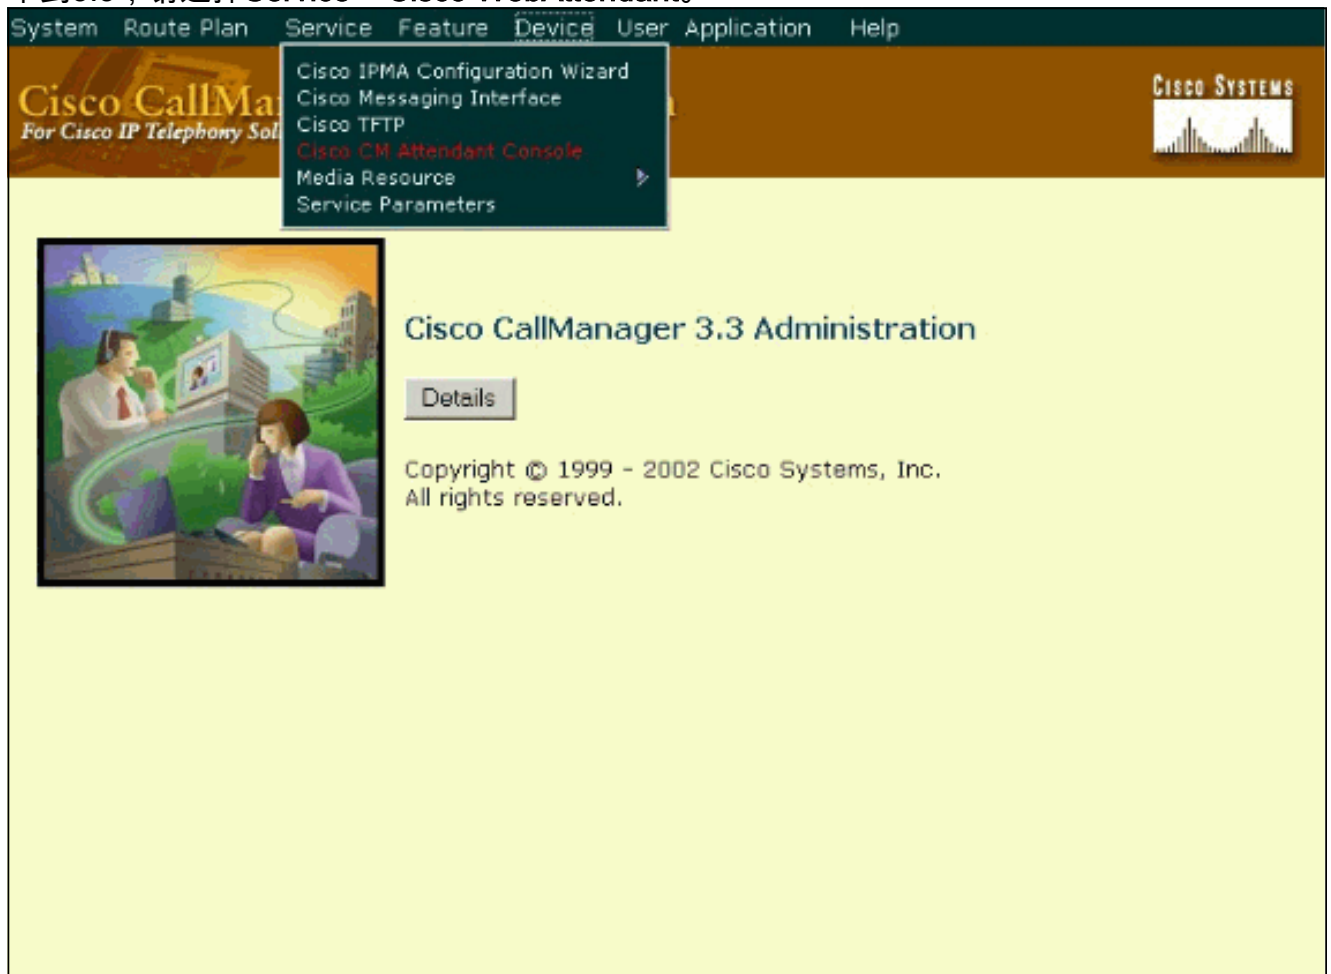 System Route Plan Service Feature Device User Application Help
Cisco IPMA Configuration Wizard
Cisco Messaging Interface
Cisco TFTP
Cisco CM Attendant Console
Media Resource
Service Parameters
Cisco CallMa
For Cisco IP Telephony Sol
CISCO SYSTEMS
Cisco CallManager 3.3 Administration
Details
Copyright © 1999 - 2002 Cisco Systems, Inc.
All rights reserved.